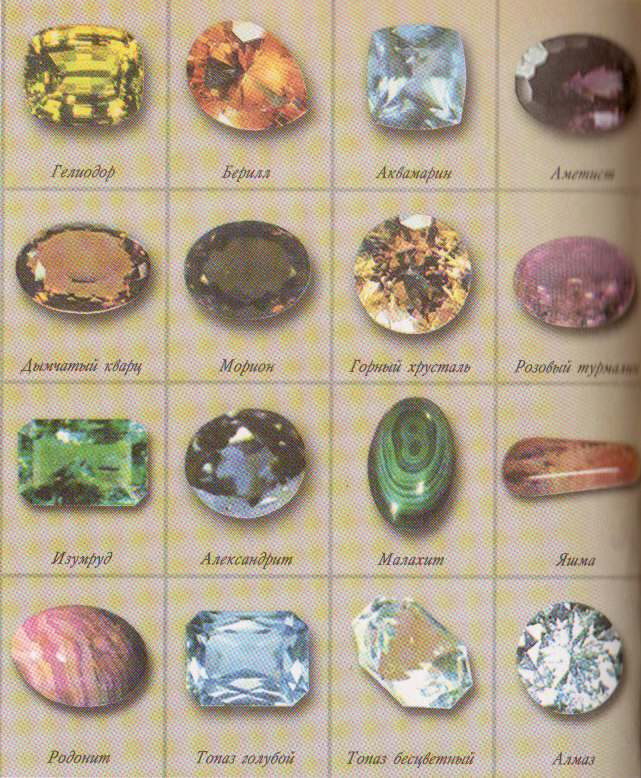 Гелиодор
Берилл
Аквамарин
Аметист
Дымчатый кварц
Морион
Горный хрусталь
Розовый турмалин
Изумруд
Александрит
Малахит
Яшма
Родонит
Топаз голубой
Топаз бесцветный
Алмаз